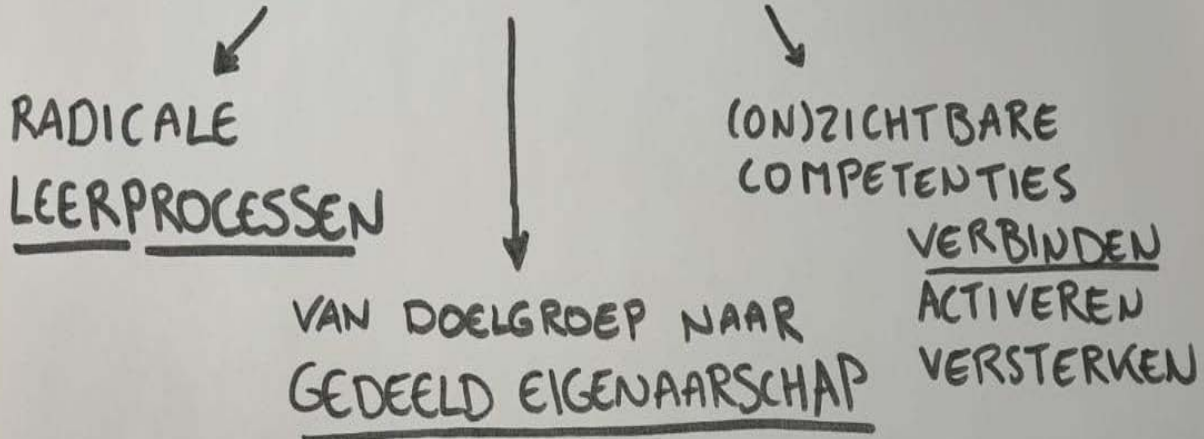 RADICALE
LEERPROCESSEN
VAN DOELGROEP NAAR
GEDEELD EIGENAARSCHAP
(ON)ZICHTBARE
COMPETENTIES
VERBINDEN
ACTIVEREN
VERSTERKEN